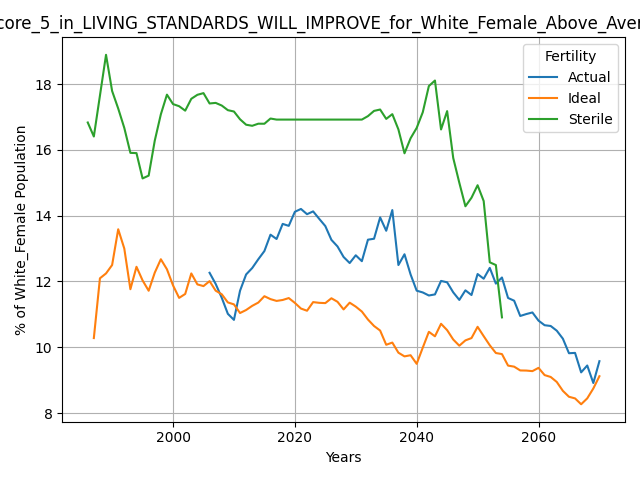 core_5_in_LIVING_STANDARDS_WILL_IMPROVE_for_White_Female_Above_Aver
Fertility
Actual
Ideal
Sterile
% of White_Female Population
18
16
14
12
10
8
2000 2020 2040 2060
Years